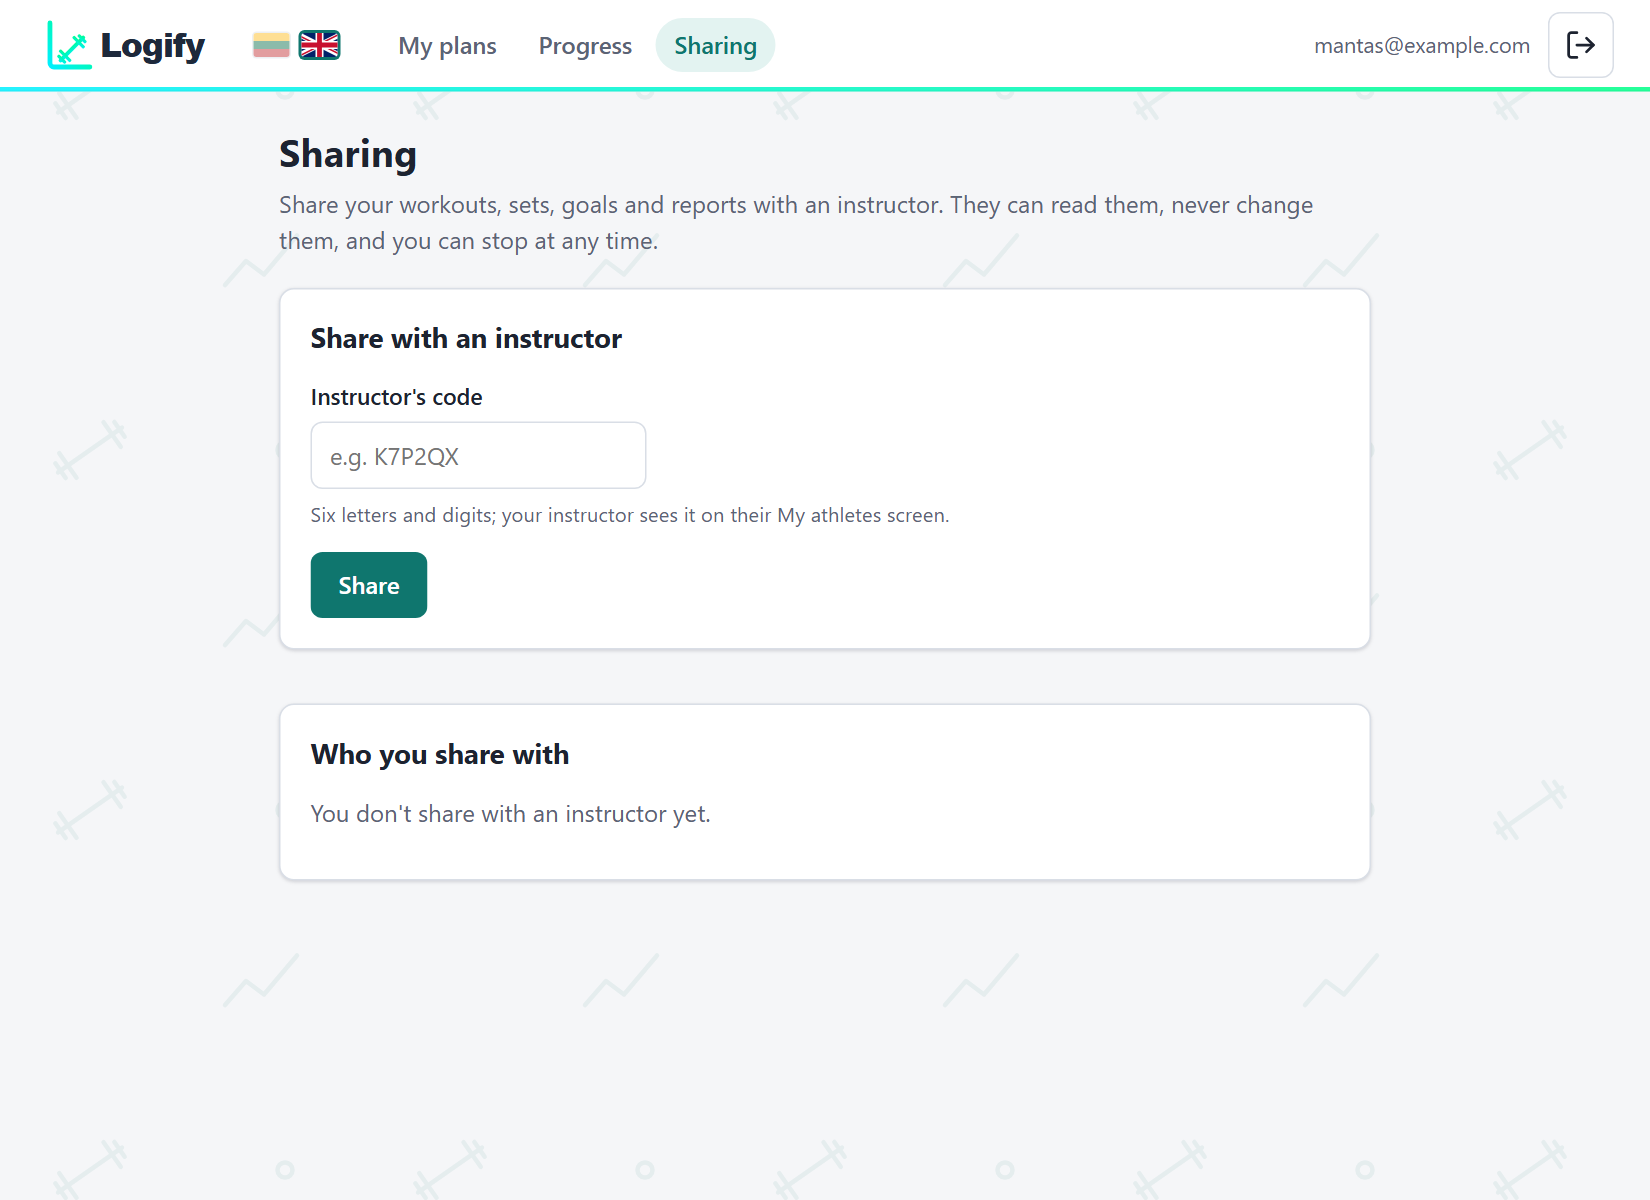 Logify
My plans
Progress
Sharing
mantas@example.com
Sharing
Share your workouts, sets, goals and reports with an instructor. They can read them, never change
them, and you can stop at any time.
Share with an instructor
Instructor's code
e.g. K7P2QX
Six letters and digits; your instructor sees it on their My athletes screen.
Share
Who you share with
You don't share with an instructor yet.